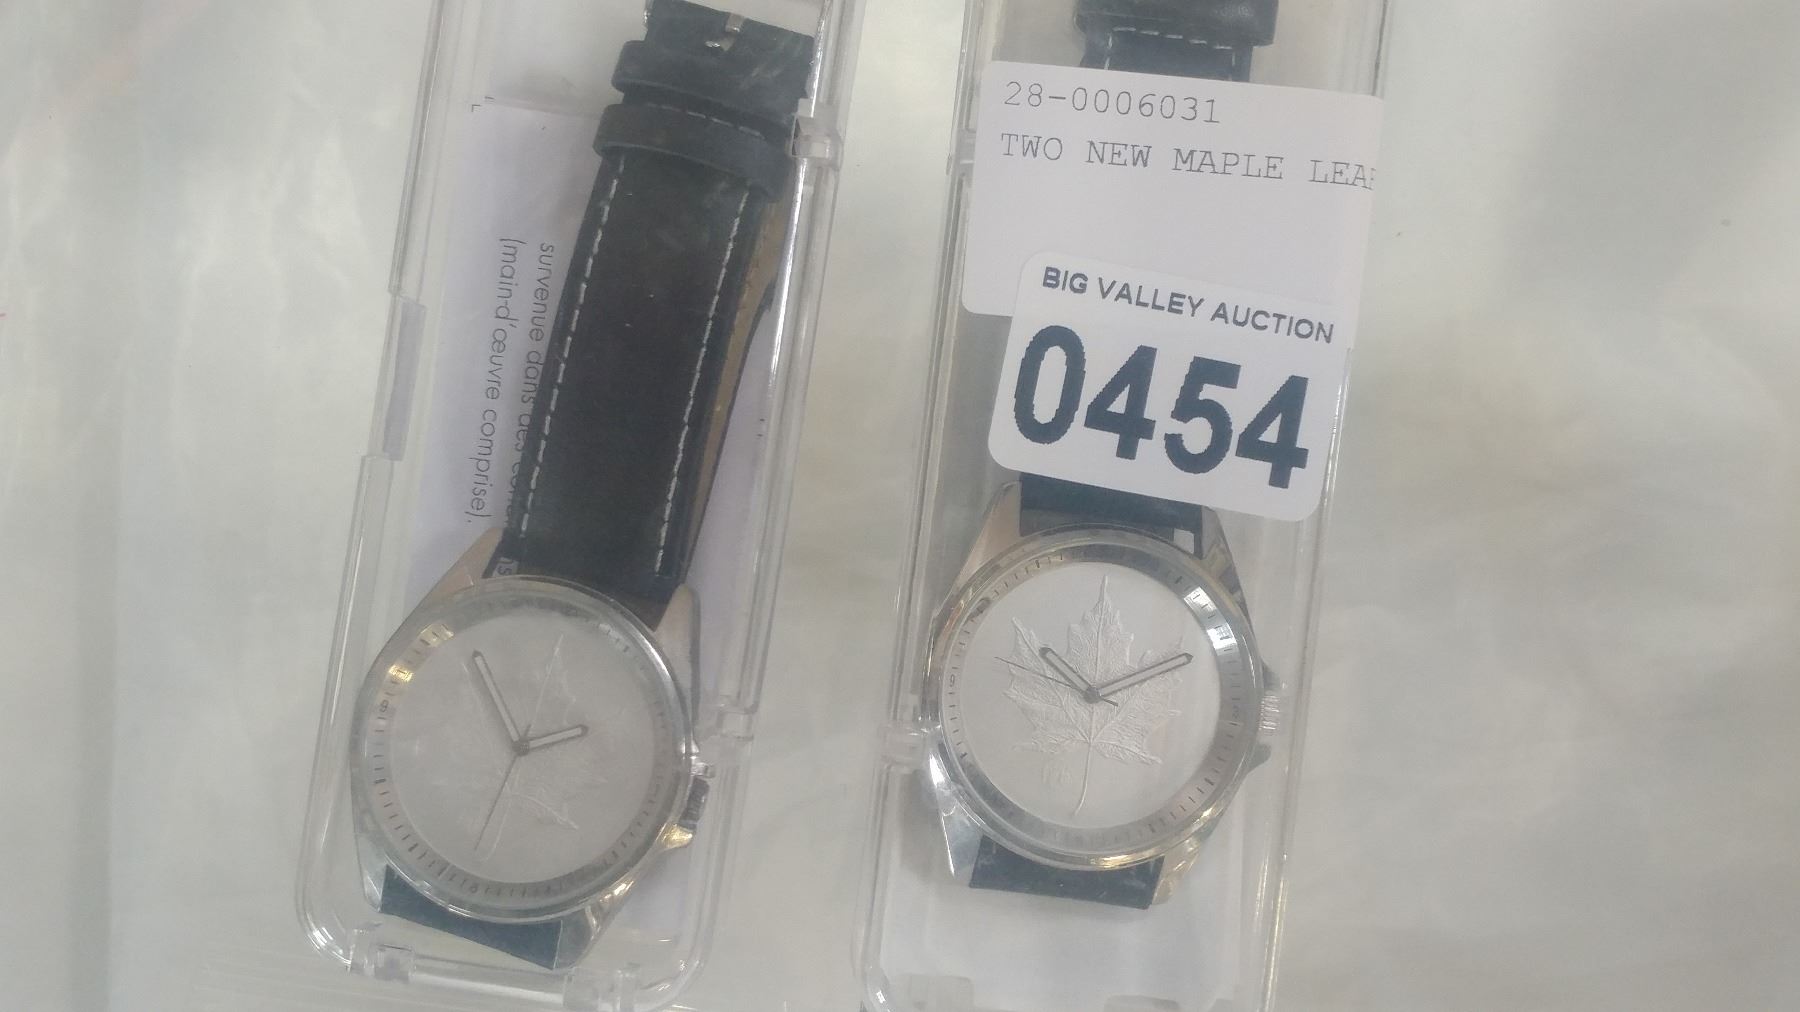 survenue dans des
(main-d'œuvre comprise).
28-0006031
TWO NEW MAPLE LEAF
BIG VALLEY AUCTION
0454